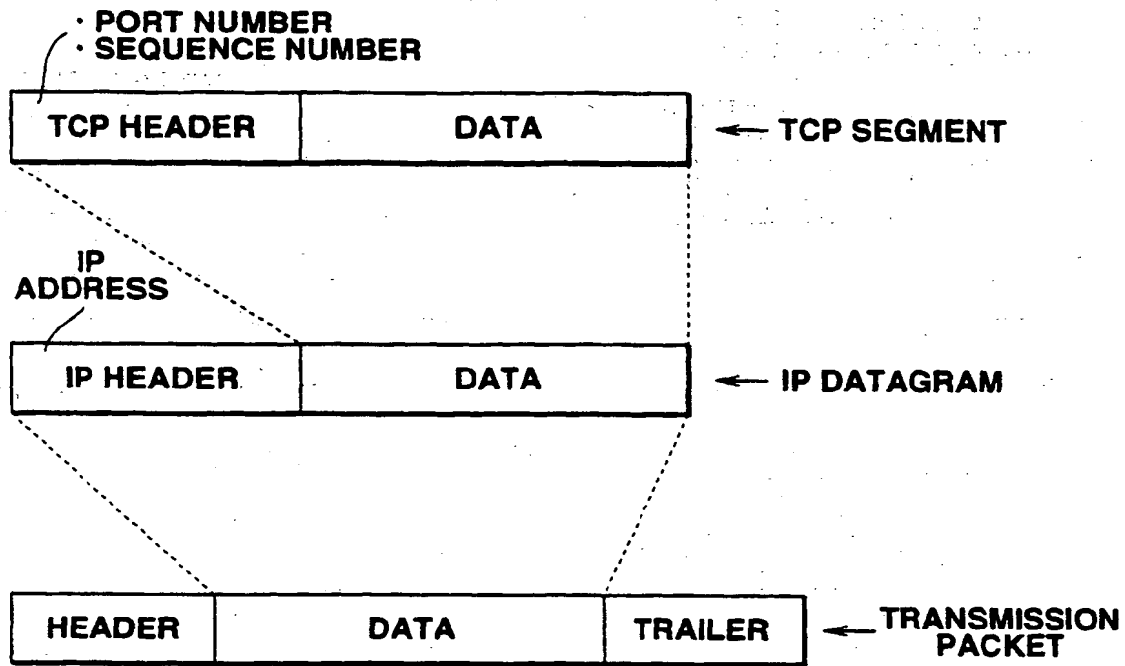 · PORT NUMBER
· SEQUENCE NUMBER
TCP HEADER DATA TCP SEGMENT
IP
ADDRESS
IP HEADER DATA IP DATAGRAM
HEADER DATA TRAILER TRANSMISSION
PACKET